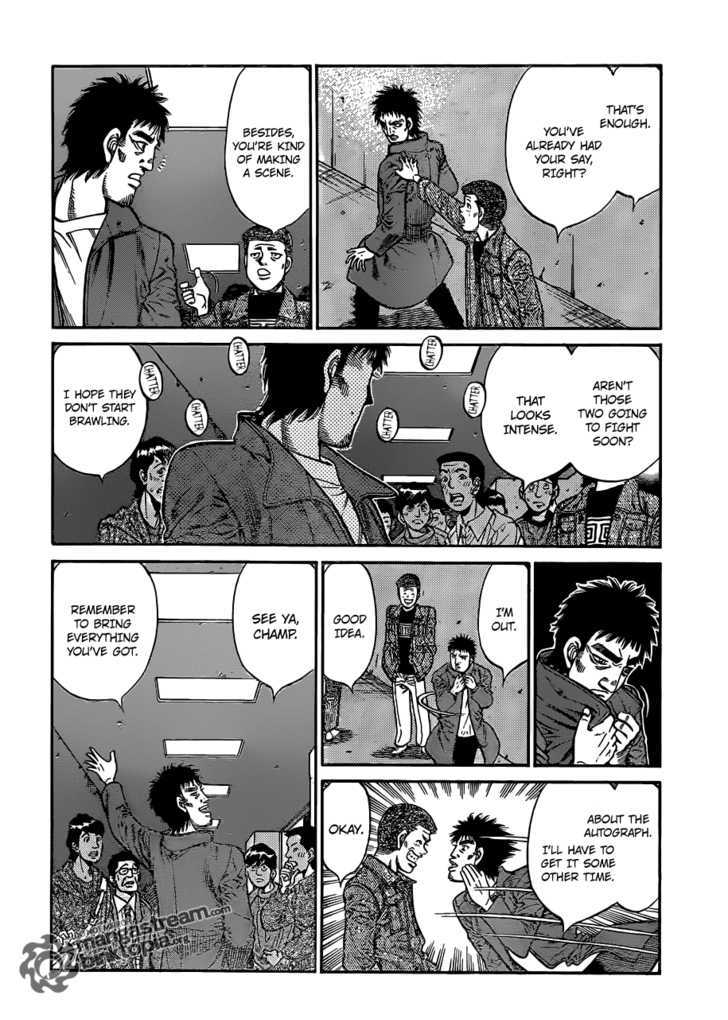 THAT'S
ENOUGH.
YOU'VE
ALREADY HAD
YOUR SAY,
RIGHT?
BESIDES,
YOU'RE KIND
OF MAKING
A SCENE.
AREN'T
THOSE
TWO GOING
TO FIGHT
SOON?
THAT
LOOKS
INTENSE.
CHATTER
CHATTER
CHATTER
CHATTER
CHATTER
I HOPE THEY
DON'T START
BRAWLING.
I'M
OUT.
GOOD
IDEA.
ABOUT THE
AUTOGRAPH.
I'LL HAVE TO
GET IT SOME
OTHER TIME.
OKAY.
SEE YA,
CHAMP.
REMEMBER
TO BRING
EVERYTHING
YOU'VE GOT.
mangastream.com